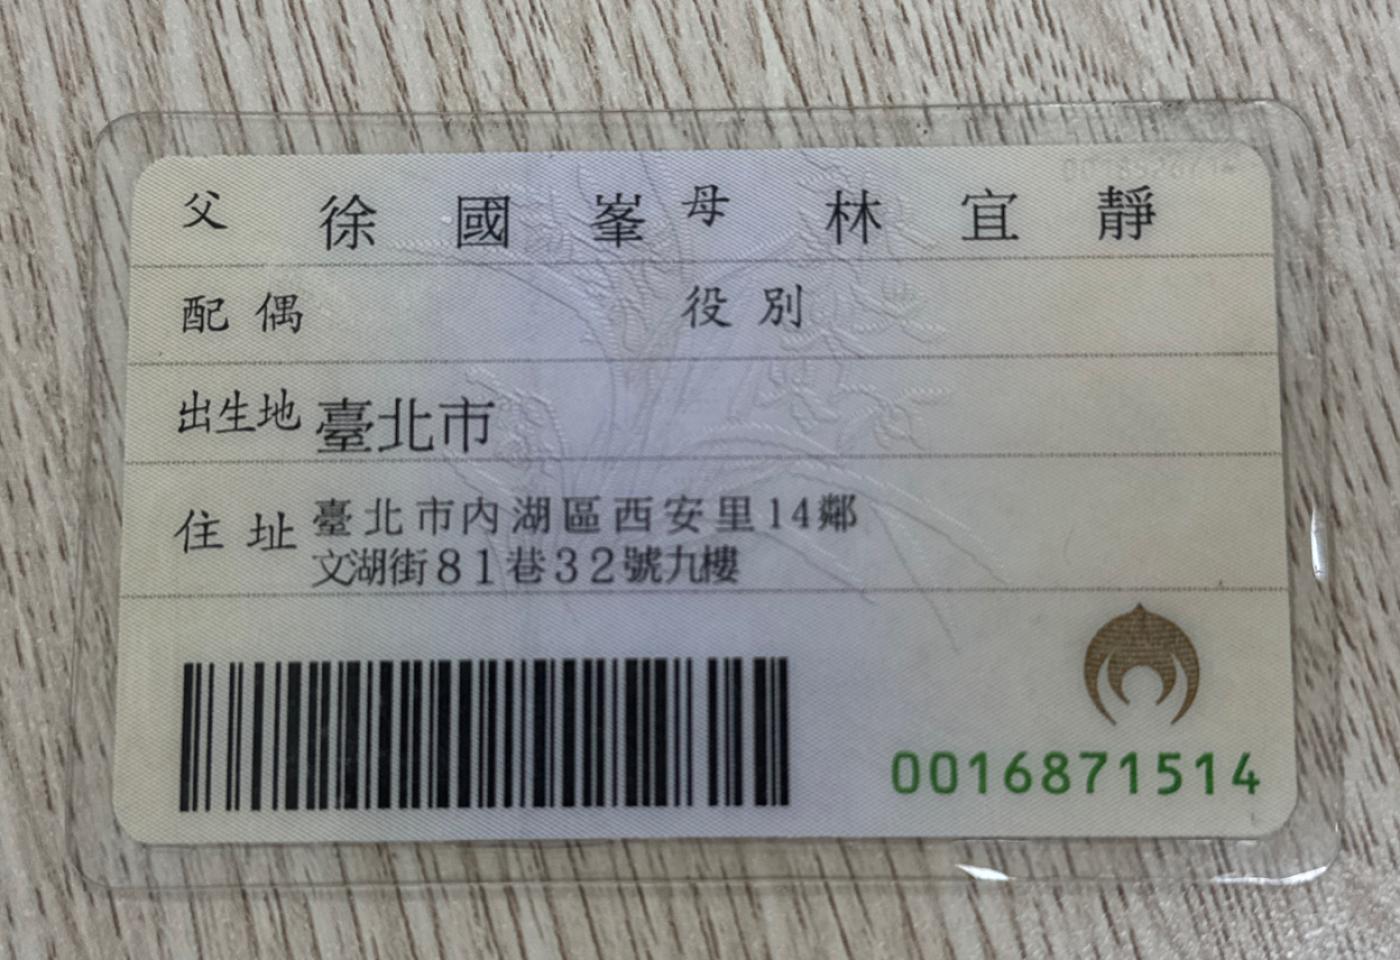 父 徐國峯 母 林宜靜
配偶 役別
出生地 臺北市
住址 臺北市內湖區西安里14鄰
文湖街81巷32號九樓
0016871514